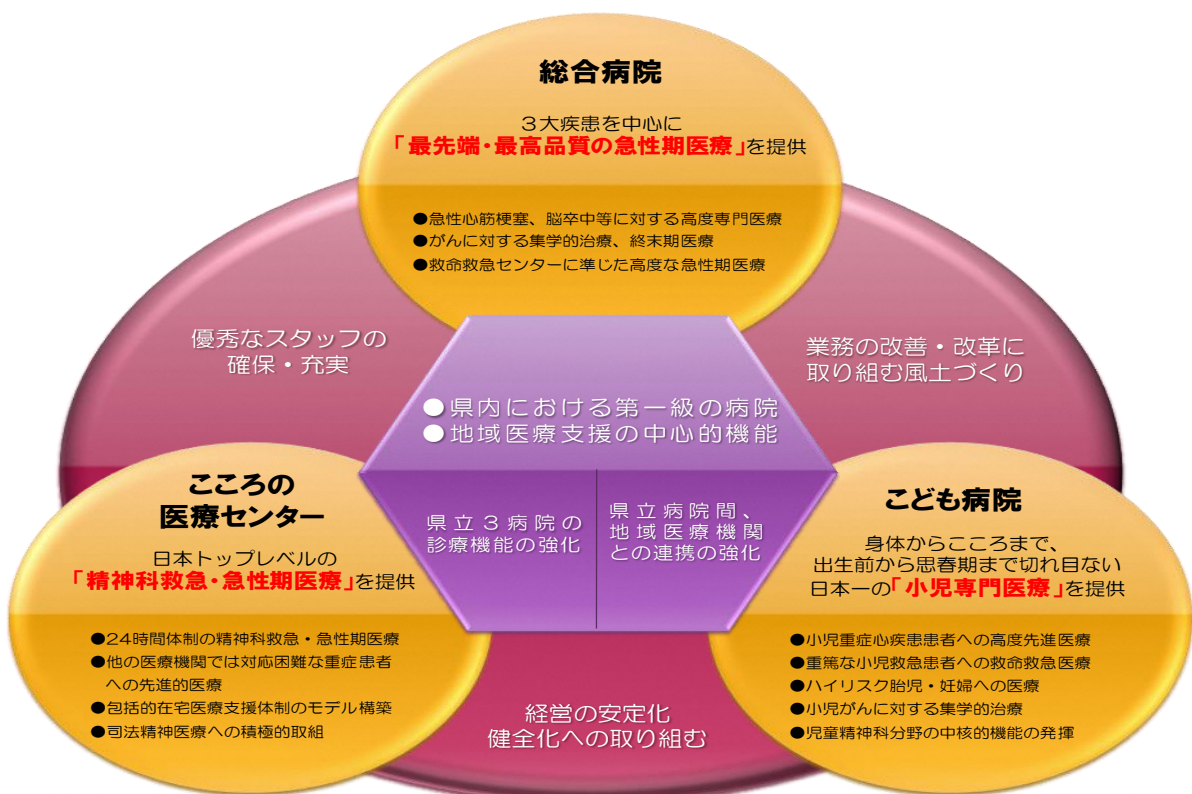 総合病院
３大疾患を中心に
「最先端・最高品質の急性期医療」を提供
●急性心筋梗塞、脳卒中等に対する高度専門医療
●がんに対する集学的治療、終末期医療
●救命救急センターに準じた高度な急性期医療
優秀なスタッフの
確保・充実
業務の改善・改革に
取り組む風土づくり
●県内における第一級の病院
●地域医療支援の中心的機能
県立３病院の
診療機能の強化
県立病院間、
地域医療機関
との連携の強化
こころの
医療センター
日本トップレベルの
「精神科救急・急性期医療」を提供
●24時間体制の精神科救急・急性期医療
●他の医療機関では対応困難な重症患者
への先進的医療
●包括的在宅医療支援体制のモデル構築
●司法精神医療への積極的取組
こども病院
身体からこころまで、
出生前から思春期まで切れ目ない
日本一の「小児専門医療」を提供
●小児重症心疾患患者への高度先進医療
●重篤な小児救急患者への救命救急医療
●ハイリスク胎児・妊婦への医療
●小児がんに対する集学的治療
●児童精神科分野の中核的機能の発揮
経営の安定化
健全化への取り組む